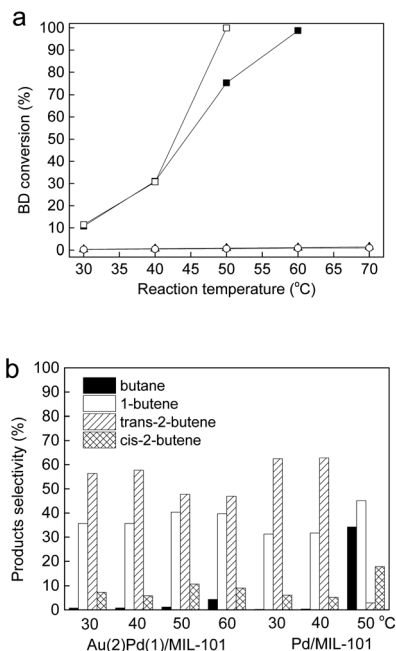 a
100
90
80
70
60
50
40
30
20
10
0
BD conversion (%)
30 35 40 45 50 55 60 65 70
Reaction temperature (°C)
b
100
90
80
70
60
50
40
30
20
10
0
Products selectivity (%)
butane
1-butene
trans-2-butene
cis-2-butene
30 40 50 60 30 40 50 °C
Au(2)Pd(1)/MIL-101 Pd/MIL-101